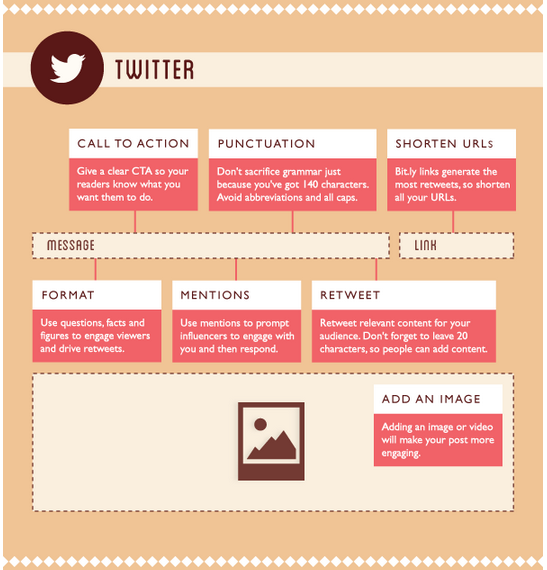 TWITTER
CALL TO ACTION
Give a clear CTA so your
readers know what you
want them to do.
PUNCTUATION
Don't sacrifice grammar just
because you've got 140 characters.
Avoid abbreviations and all caps.
SHORTEN URLs
Bit.ly links generate the
most retweets, so shorten
all your URLs.
MESSAGE
LINK
FORMAT
Use questions, facts and
figures to engage viewers
and drive retweets.
MENTIONS
Use mentions to prompt
influencers to engage with
you and then respond.
RETWEET
Retweet relevant content for your
audience. Don't forget to leave 20
characters, so people can add content.
ADD AN IMAGE
Adding an image or video
will make your post more
engaging.